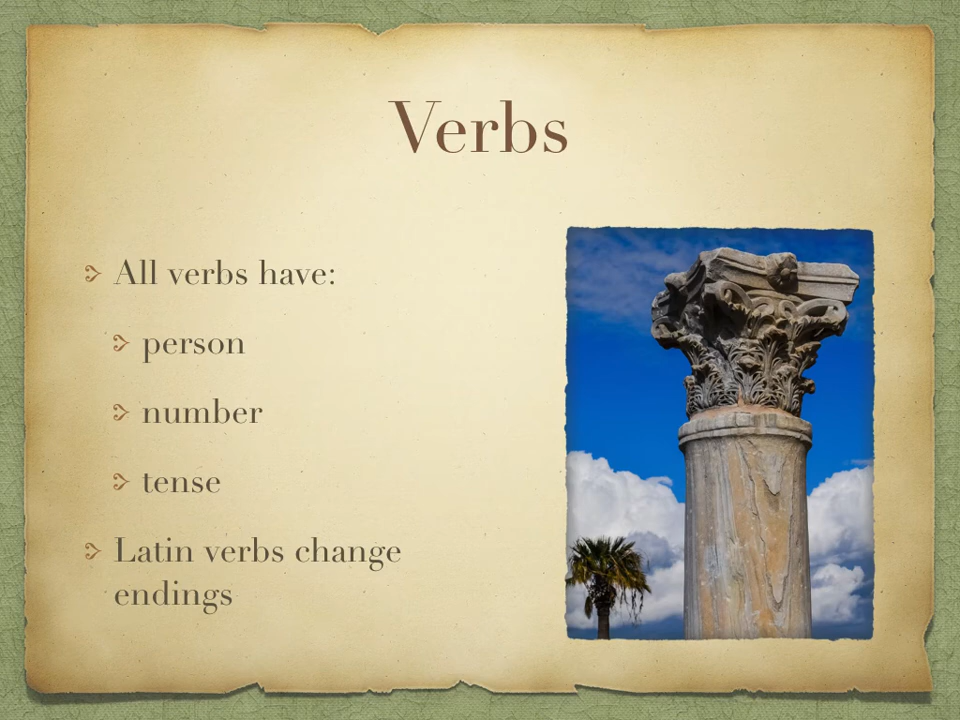 Verbs
All verbs have:
person
number
tense
Latin verbs change
endings